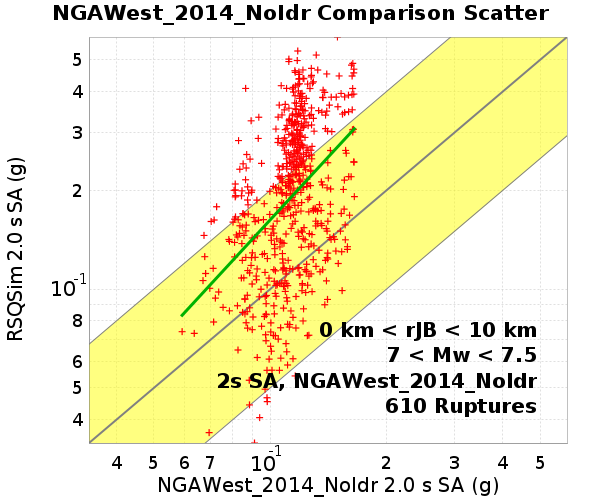 NGAWest_2014_NoIdr Comparison Scatter
RSQSim 2.0 s SA (g)
5
4
3
2
10-1
8
6
5
4
0 km < rJB < 10 km
7 < Mw < 7.5
2s SA, NGAWest_2014_NoIdr
610 Ruptures
4 5 6 7 10-1 2 3 4 5
NGAWest_2014_NoIdr 2.0 s SA (g)